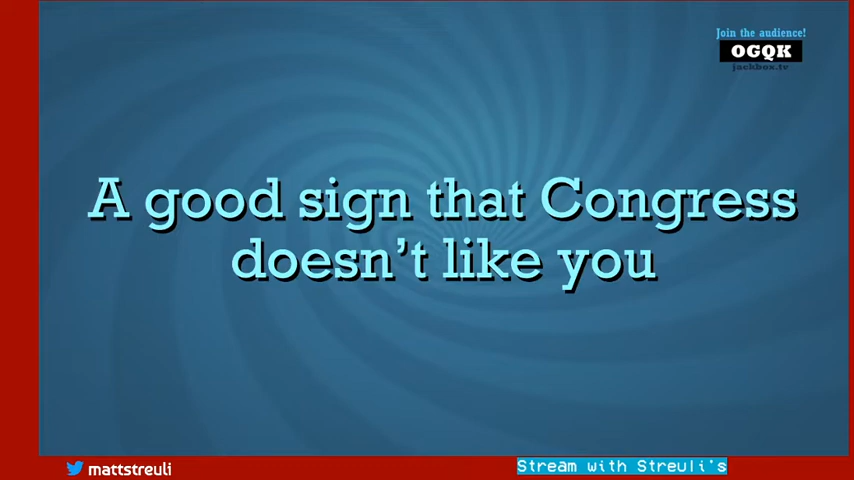 Join the audience!
OGQK
jackbox.tv
A good sign that Congress
doesn't like you
mattstreuli
Stream with Streuli's